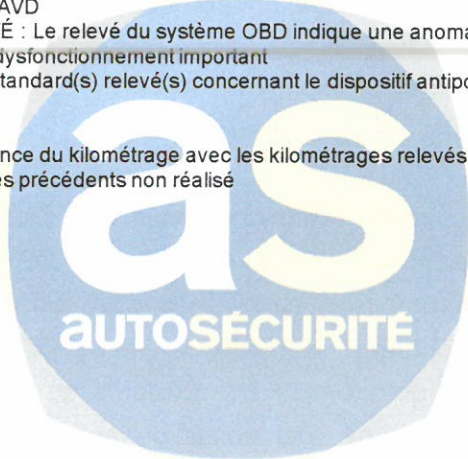 AVD
É : Le relevé du système OBD indique une anoma
dysfonctionnement important
tandard(s) relevé(s) concernant le dispositif antipo
nce du kilométrage avec les kilométrages relevés
es précédents non réalisé
as
aUTOSÉCURITÉ